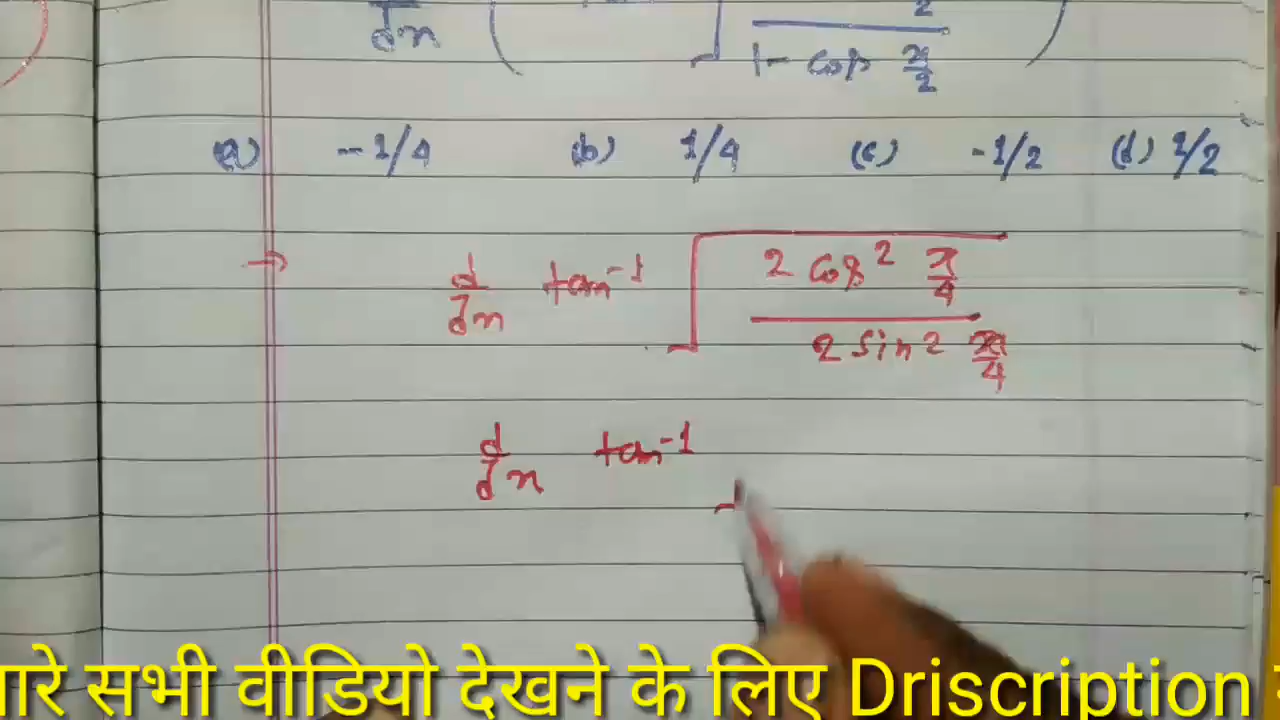 d/dx ( √ 2 / 1 - cos x/2 )
(a) -1/4 (b) 1/4 (c) -1/2 (d) 1/2
→ d/dx tan⁻¹ √ 2 cos² x/4 / 2 sin² x/4
d/dx tan⁻¹
सभी वीडियो देखने के लिए Driscription